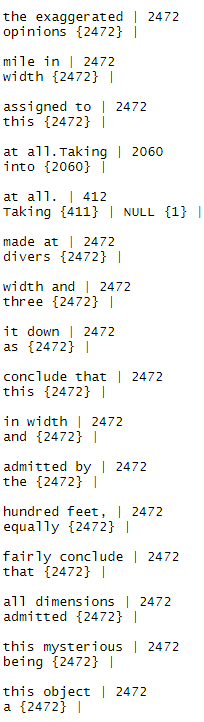 the exaggerated | 2472
opinions {2472} |
mile in | 2472
width {2472} |
assigned to | 2472
this {2472} |
at all.Taking | 2060
into {2060} |
at all. | 412
Taking {411} | NULL {1} |
made at | 2472
divers {2472} |
width and | 2472
three {2472} |
it down | 2472
as {2472} |
conclude that | 2472
this {2472} |
in width | 2472
and {2472} |
admitted by | 2472
the {2472} |
hundred feet, | 2472
equally {2472} |
fairly conclude | 2472
that {2472} |
all dimensions | 2472
admitted {2472} |
this mysterious | 2472
being {2472} |
this object | 2472
a {2472} |